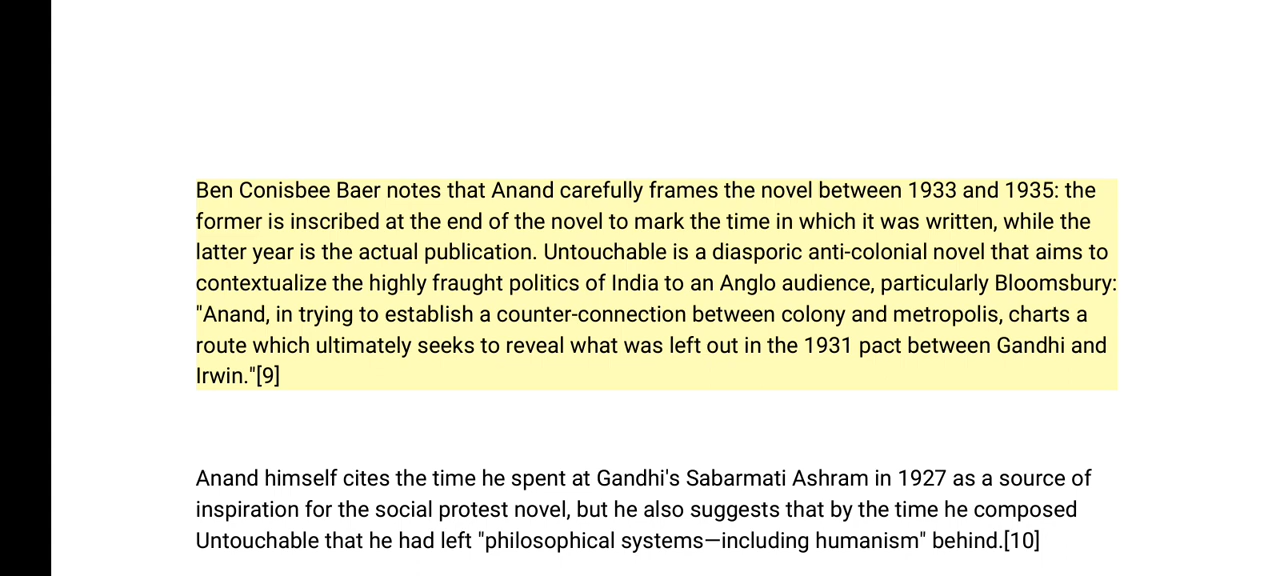 Ben Conisbee Baer notes that Anand carefully frames the novel between 1933 and 1935: the
former is inscribed at the end of the novel to mark the time in which it was written, while the
latter year is the actual publication. Untouchable is a diasporic anti-colonial novel that aims to
contextualize the highly fraught politics of India to an Anglo audience, particularly Bloomsbury:
"Anand, in trying to establish a counter-connection between colony and metropolis, charts a
route which ultimately seeks to reveal what was left out in the 1931 pact between Gandhi and
Irwin."[9]
Anand himself cites the time he spent at Gandhi's Sabarmati Ashram in 1927 as a source of
inspiration for the social protest novel, but he also suggests that by the time he composed
Untouchable that he had left "philosophical systems—including humanism" behind.[10]